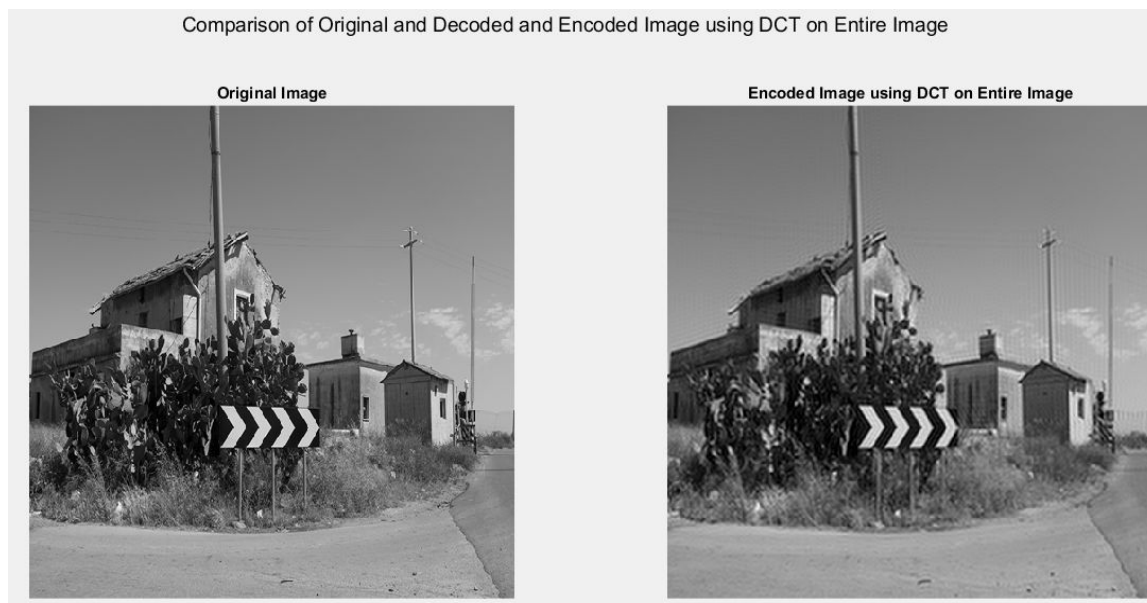 Comparison of Original and Decoded and Encoded Image using DCT on Entire Image
Original Image
Encoded Image using DCT on Entire Image